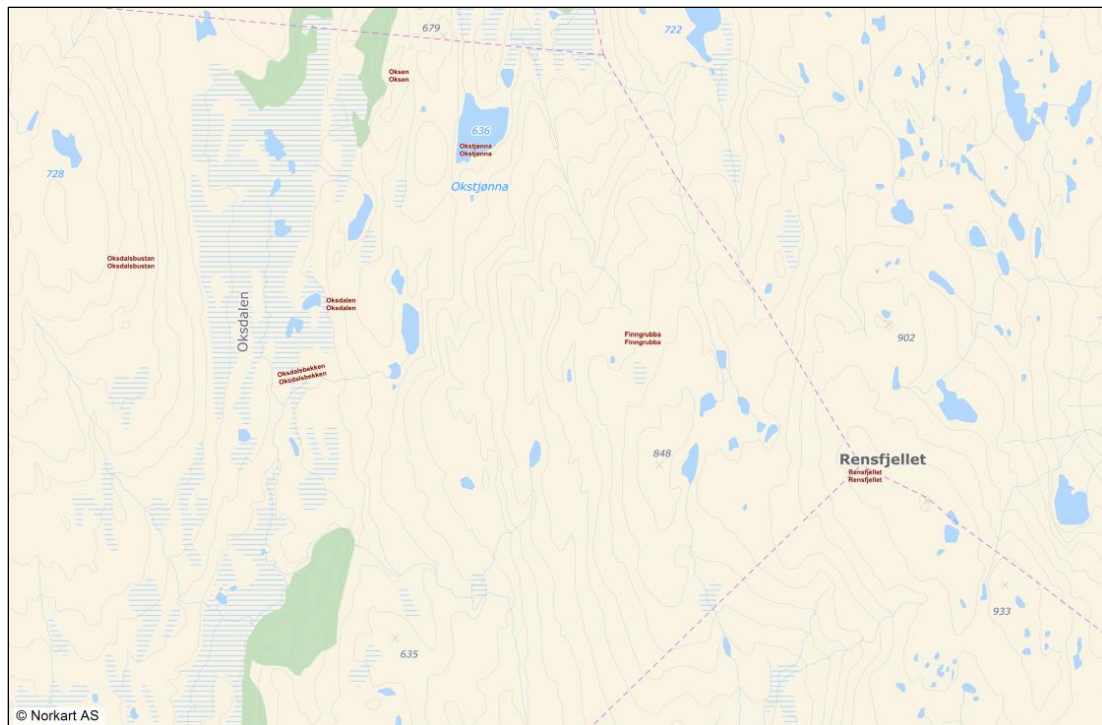 679
722
Oksen
Oksen
636
Okstjønna
Okstjønna
728
Okstjønna
Oksdalsbustan
Oksdalsbustan
Oksdalen
Oksdalen
Oksdalen
Finngrubba
Finngrubba
902
Oksdalsbekken
Oksdalsbekken
848
Rensfjellet
Rensfjellet
Rensfjellet
933
635
© Norkart AS